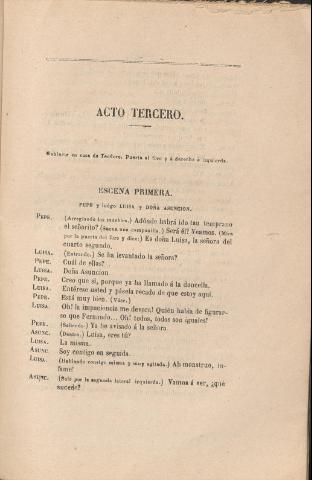 ACTO TERCERO.
Gabinete en casa de Teodoro. Puerta al foro y á derecha é izquierda.
ESCENA PRIMERA.
PEPE y luego LUISA y DOÑA ASUNCION.
PEPE. (Arreglando los muebles.) Adónde habrá ido tan temprano
el señorito? (Suena una campanilla.) Será él? Veamos. (Mira
por la puerta del foro y dice:) Es doña Luisa, la señora del
cuarto segundo.
LUISA. (Entrando.) Se ha levantado la señora?
PEPE. Cuál de ellas?
LUISA. Doña Asuncion.
PEPE. Creo que sí, porque ya ha llamado á la doncella.
LUISA. Entérese usted y pásela recado de que estoy aquí.
PEPE. Está muy bien. (Váse.)
LUISA. Oh! la impaciencia me devora! Quién habia de figurar-
se que Fernando... Oh! todos, todos son iguales!
PEPE. (Saliendo.) Ya he avisado á la señora.
ASUNC. (Dentro.) Luisa, eres tú?
LUISA. La misma.
ASUNC. Soy contigo en seguida.
LUISA. (Hablando consigo misma y muy agitada.) Ah monstruo, in-
fame!
ASUNC. (Sale por la segunda lateral izquierda.) Vamos á ver, ¿qué
sucede?